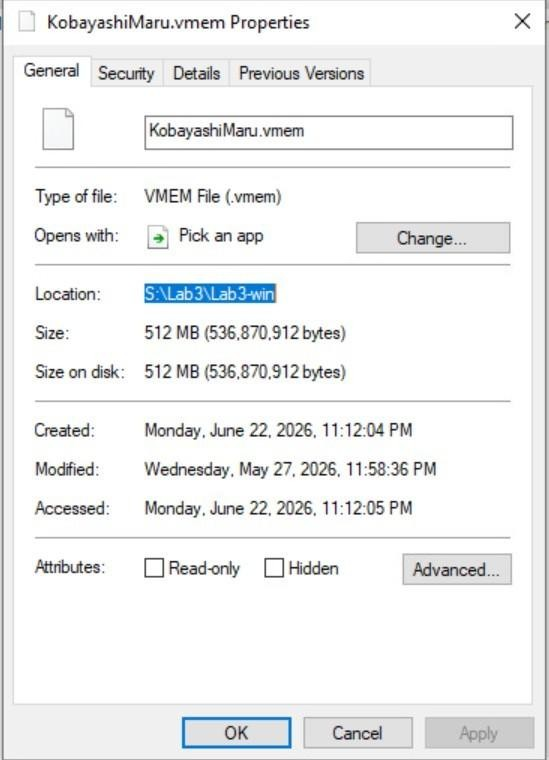 KobayashiMaru.vmem Properties
General Security Details Previous Versions
KobayashiMaru.vmem
Type of file: VMEM File (.vmem)
Opens with: Pick an app Change...
Location: S:\Lab3\Lab3-win
Size: 512 MB (536,870,912 bytes)
Size on disk: 512 MB (536,870,912 bytes)
Created: Monday, June 22, 2026, 11:12:04 PM
Modified: Wednesday, May 27, 2026, 11:58:36 PM
Accessed: Monday, June 22, 2026, 11:12:05 PM
Attributes: Read-only Hidden Advanced...
OK Cancel Apply